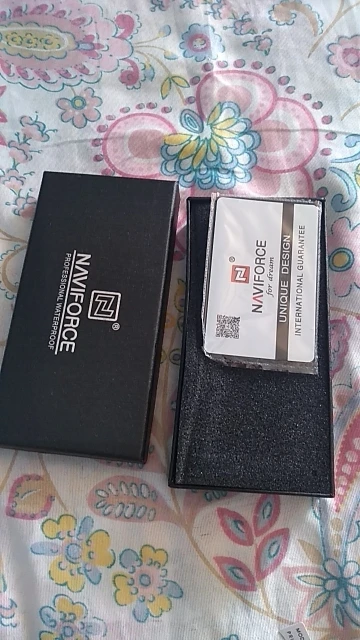 NAVIFORCE
®
PROFESSIONAL WATERPROOF
®
NAVIFORCE
for dream
UNIQUE DESIGN
INTERNATIONAL GUARANTEE